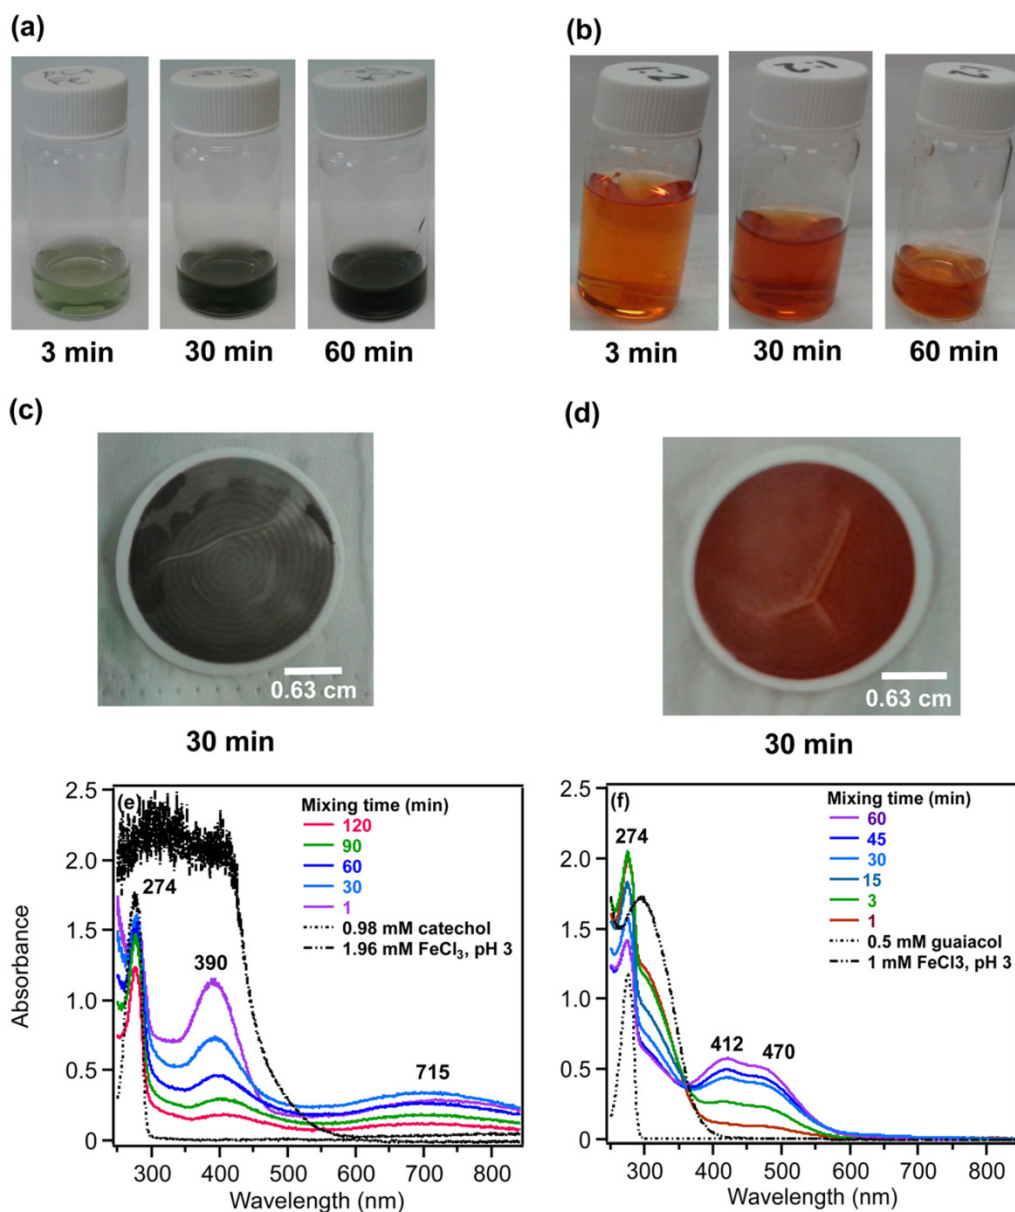 (a)
(b)
1:2
1:2
3 min
30 min
60 min
3 min
30 min
60 min
(c)
(d)
0.63 cm
0.63 cm
30 min
30 min
(e)
2.5
2.0
1.5
1.0
0.5
0
Absorbance
274
390
715
Mixing time (min)
120
90
60
30
1
0.98 mM catechol
1.96 mM FeCl₃, pH 3
300 400 500 600 700 800
Wavelength (nm)
(f)
2.5
2.0
1.5
1.0
0.5
0.0
274
412
470
Mixing time (min)
60
45
30
15
3
1
0.5 mM guaiacol
1 mM FeCl3, pH 3
300 400 500 600 700 800
Wavelength (nm)